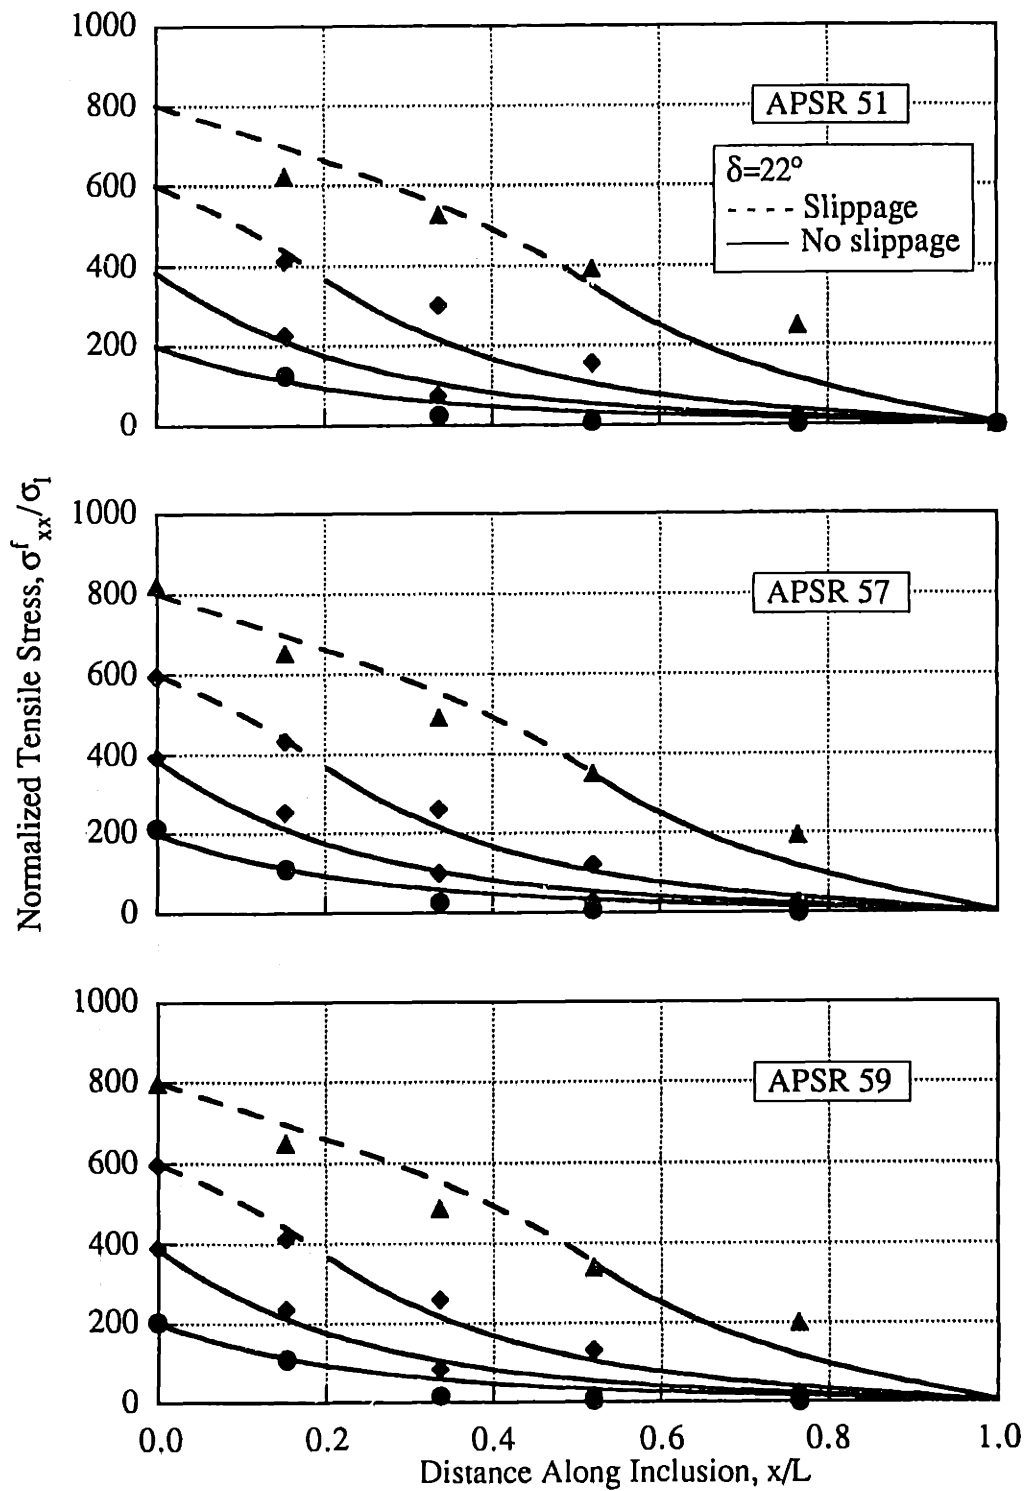 1000
800
600
400
200
0
APSR 51
δ=22°
Slippage
No slippage
Normalized Tensile Stress, σ^f_xx/σ_1
1000
800
600
400
200
0
APSR 57
1000
800
600
400
200
0
APSR 59
0.0 0.2 0.4 0.6 0.8 1.0
Distance Along Inclusion, x/L